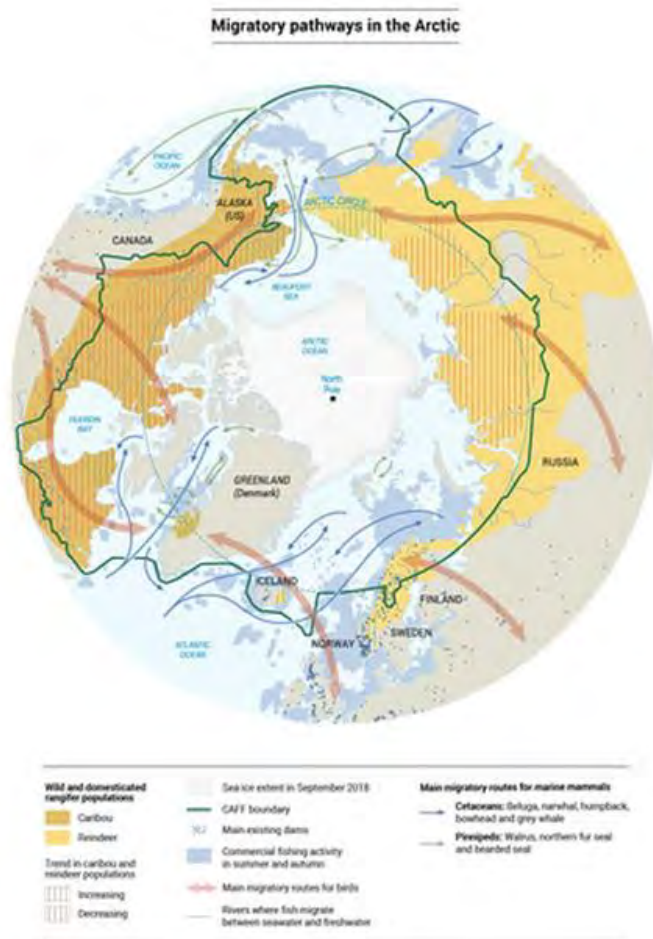 Migratory pathways in the Arctic
PACIFIC
OCEAN
ALASKA
(US)
ARCTIC CIRCLE
CANADA
BEAUFORT
SEA
ARCTIC
OCEAN
North
Pole
HUDSON
BAY
RUSSIA
GREENLAND
(Denmark)
ICELAND
FINLAND
NORWAY
SWEDEN
ATLANTIC
OCEAN
Wild and domesticated
rangifer populations
Caribou
Reindeer
Trend in caribou and
reindeer populations
Increasing
Decreasing
Sea ice extent in September 2018
CAFF boundary
Main existing dams
Commercial fishing activity
in summer and autumn
Main migratory routes for birds
Rivers where fish migrate
between seawater and freshwater
Main migratory routes for marine mammals
Cetaceans: Beluga, narwhal, humpback,
bowhead and grey whale
Pinnipeds: Walrus, northern fur seal
and bearded seal